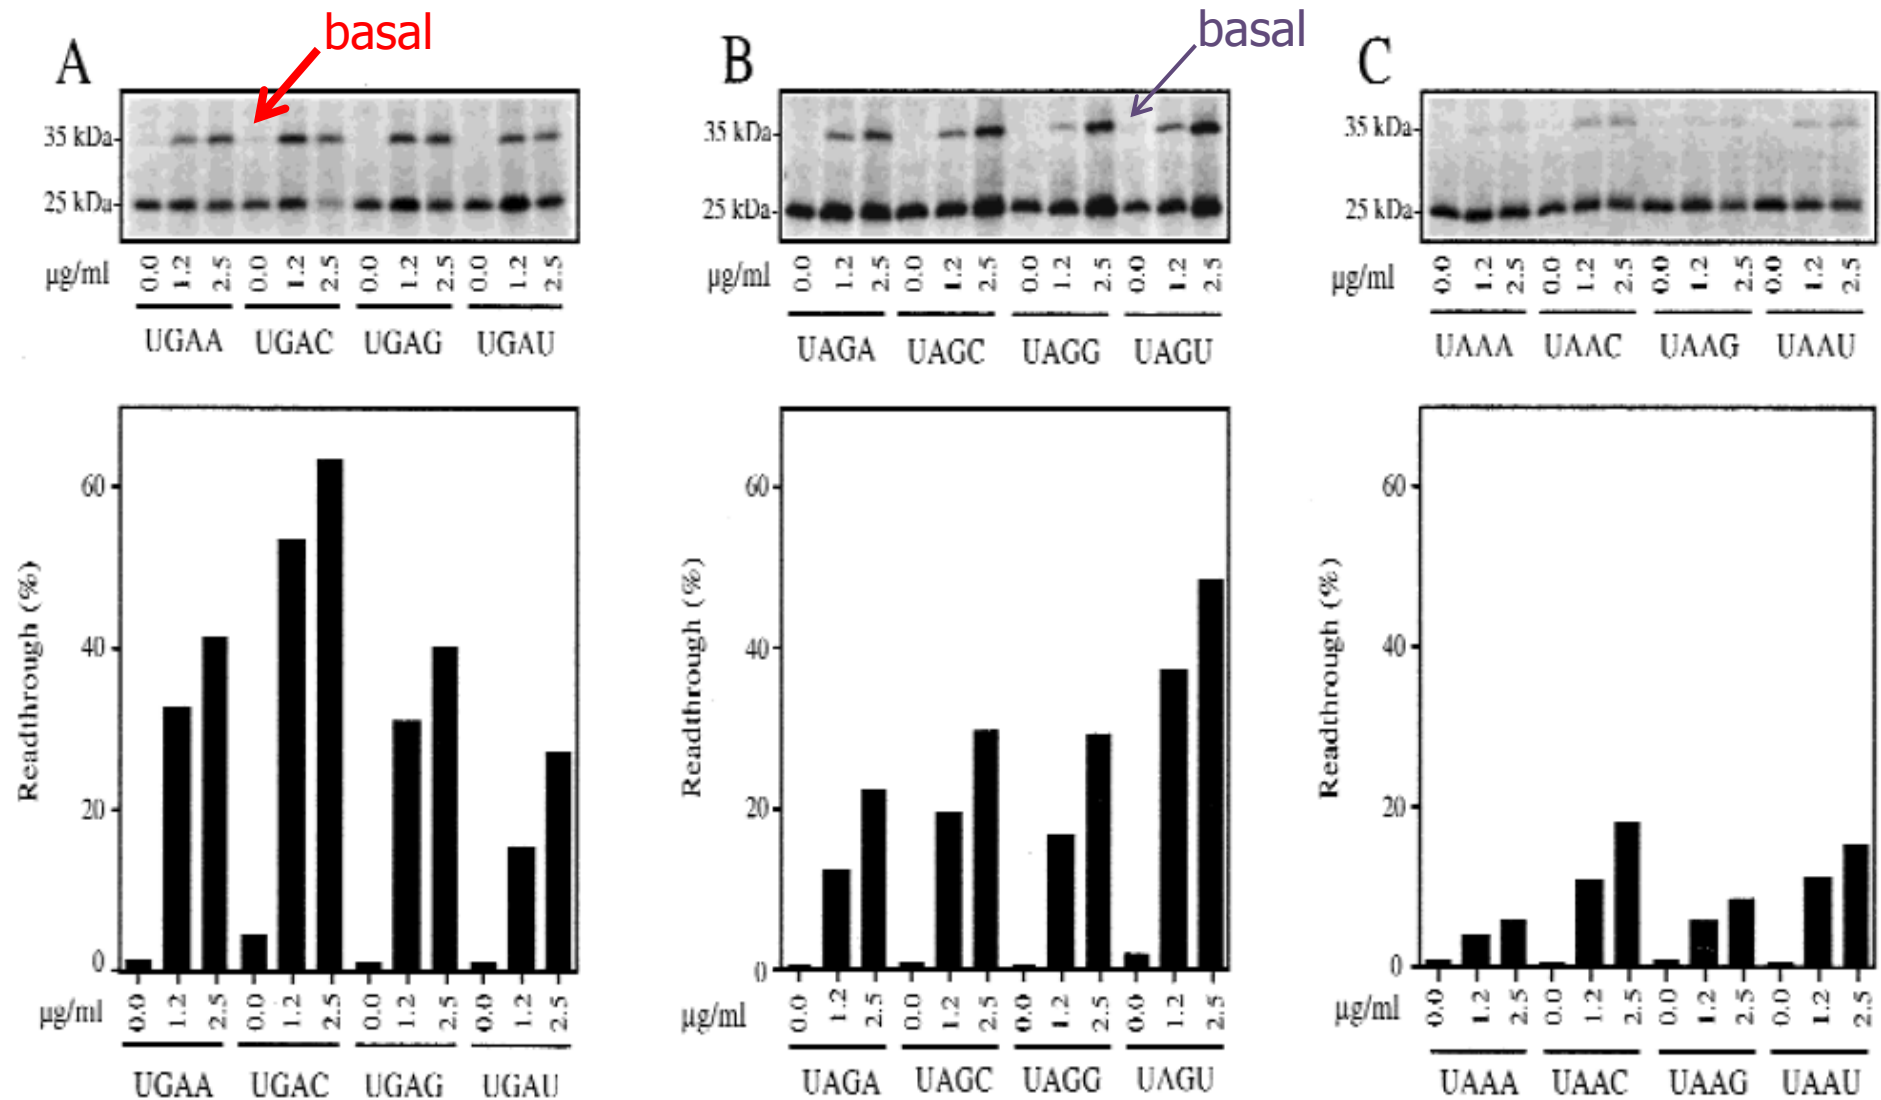 basal
A
35 kDa
25 kDa
µg/ml 0.0 1.2 2.5 0.0 1.2 2.5 0.0 1.2 2.5 0.0 1.2 2.5
UGAA UGAC UGAG UGAU
Readthrough (%)
60
40
20
0
µg/ml 0.0 1.2 2.5 0.0 1.2 2.5 0.0 1.2 2.5 0.0 1.2 2.5
UGAA UGAC UGAG UGAU
basal
B
35 kDa
25 kDa
µg/ml 0.0 1.2 2.5 0.0 1.2 2.5 0.0 1.2 2.5 0.0 1.2 2.5
UAGA UAGC UAGG UAGU
Readthrough (%)
60
40
20
0
µg/ml 0.0 1.2 2.5 0.0 1.2 2.5 0.0 1.2 2.5 0.0 1.2 2.5
UAGA UAGC UAGG UAGU
C
35 kDa
25 kDa
µg/ml 0.0 1.2 2.5 0.0 1.2 2.5 0.0 1.2 2.5 0.0 1.2 2.5
UAAA UAAC UAAG UAAU
Readthrough (%)
60
40
20
0
µg/ml 0.0 1.2 2.5 0.0 1.2 2.5 0.0 1.2 2.5 0.0 1.2 2.5
UAAA UAAC UAAG UAAU